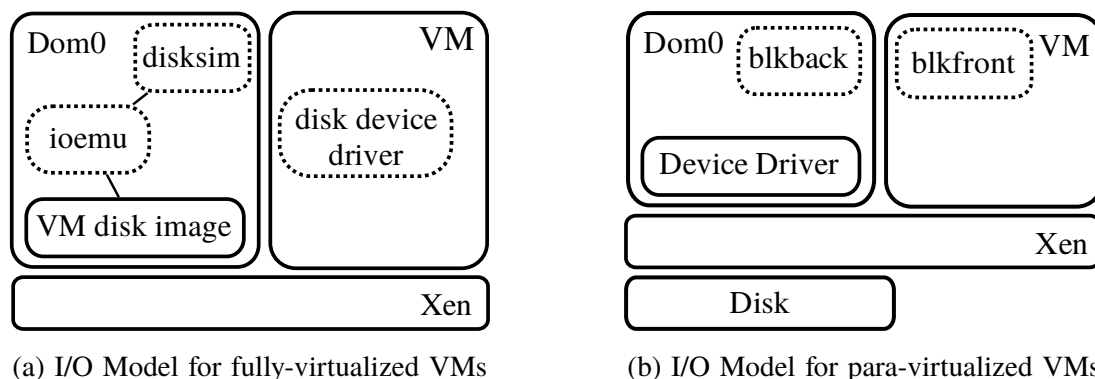 Dom0
disksim
ioemu
VM disk image
VM
disk device
driver
Xen
(a) I/O Model for fully-virtualized VMs
Dom0
blkback
Device Driver
blkfront
VM
Xen
Disk
(b) I/O Model for para-virtualized VMs